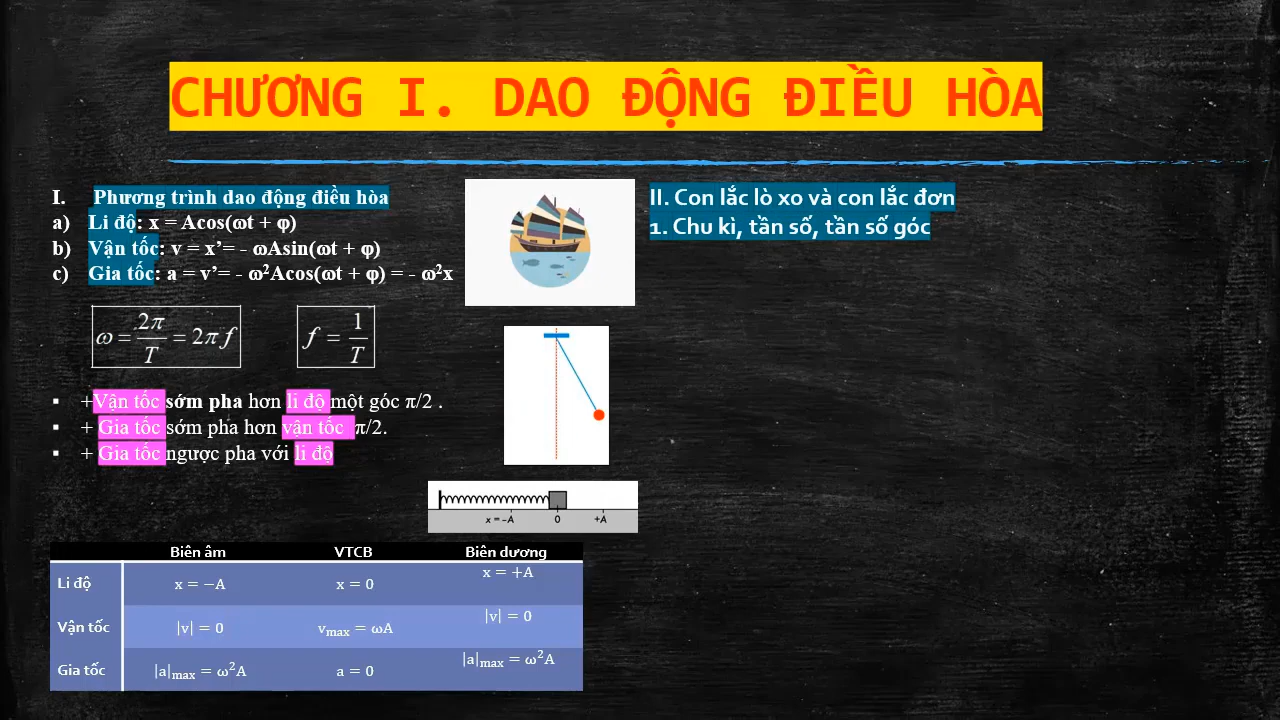 CHƯƠNG I. DAO ĐỘNG ĐIỀU HÒA
I. Phương trình dao động điều hòa
a) Li độ: x = Acos(ωt + φ)
b) Vận tốc: v = x’= - ωAsin(ωt + φ)
c) Gia tốc: a = v’= - ω²Acos(ωt + φ) = - ω²x
ω = 2π/T = 2πf
f = 1/T
▪ +Vận tốc sớm pha hơn li độ một góc π/2 .
▪ + Gia tốc sớm pha hơn vận tốc π/2.
▪ + Gia tốc ngược pha với li độ
x = -A 0 +A
Biên âm VTCB Biên dương
Li độ x = −A x = 0 x = +A
Vận tốc |v| = 0 vmax = ωA |v| = 0
Gia tốc |a|max = ω²A a = 0 |a|max = ω²A
II. Con lắc lò xo và con lắc đơn
1. Chu kì, tần số, tần số góc